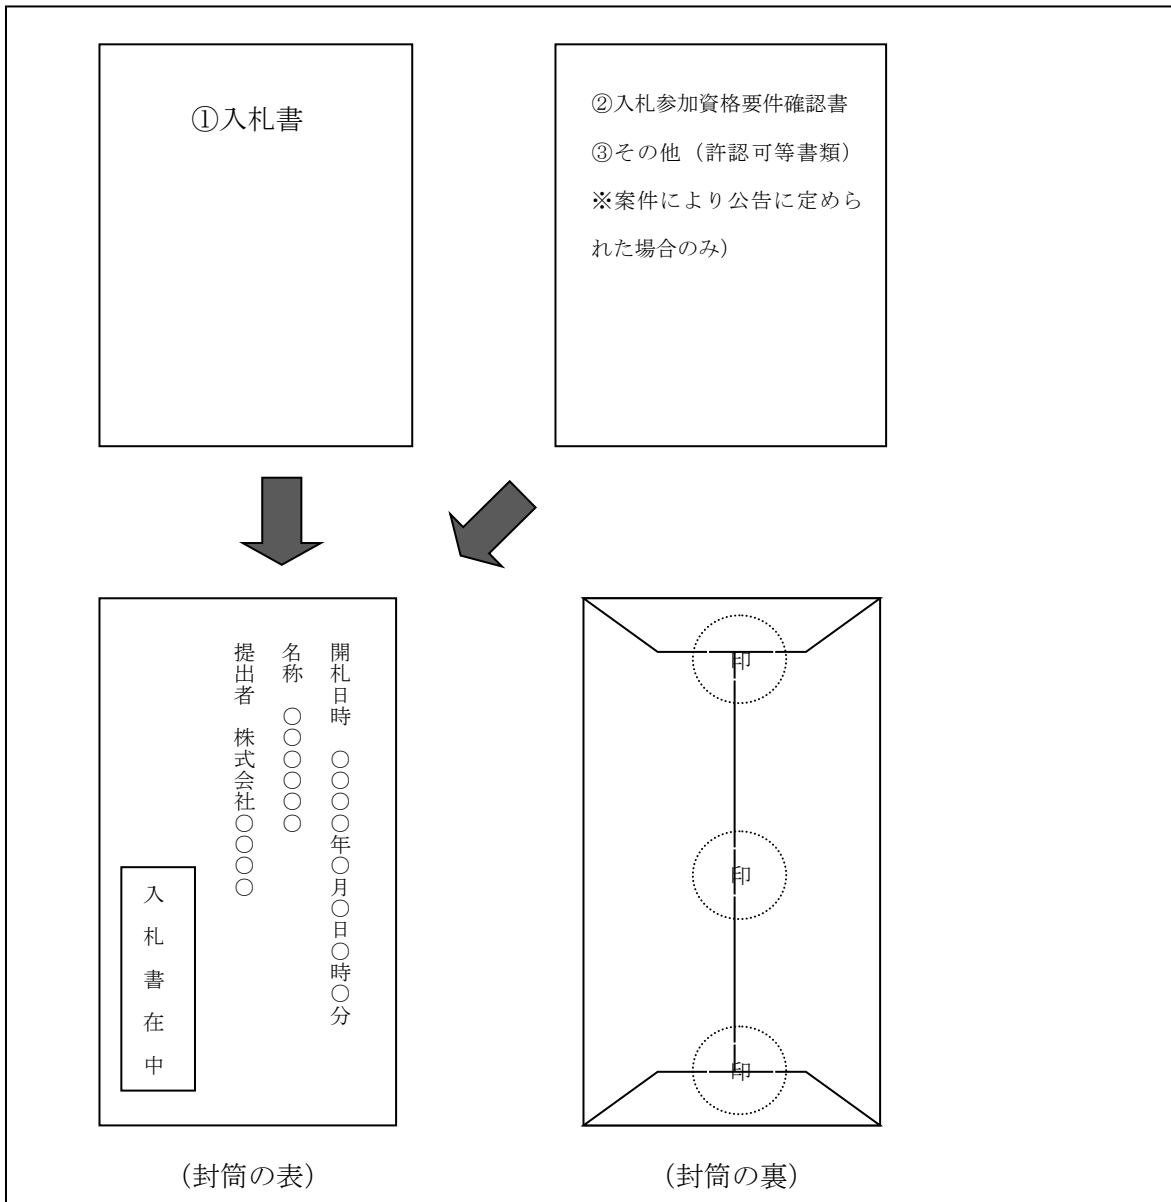 ①入札書
②入札参加資格要件確認書
③その他（許認可等書類）
※案件により公告に定めら
れた場合のみ）
開札日時　〇〇〇〇年〇月〇日〇時〇分
名称　〇〇〇〇〇〇
提出者　株式会社〇〇〇〇
入札書在中
印
印
印
（封筒の表）
（封筒の裏）